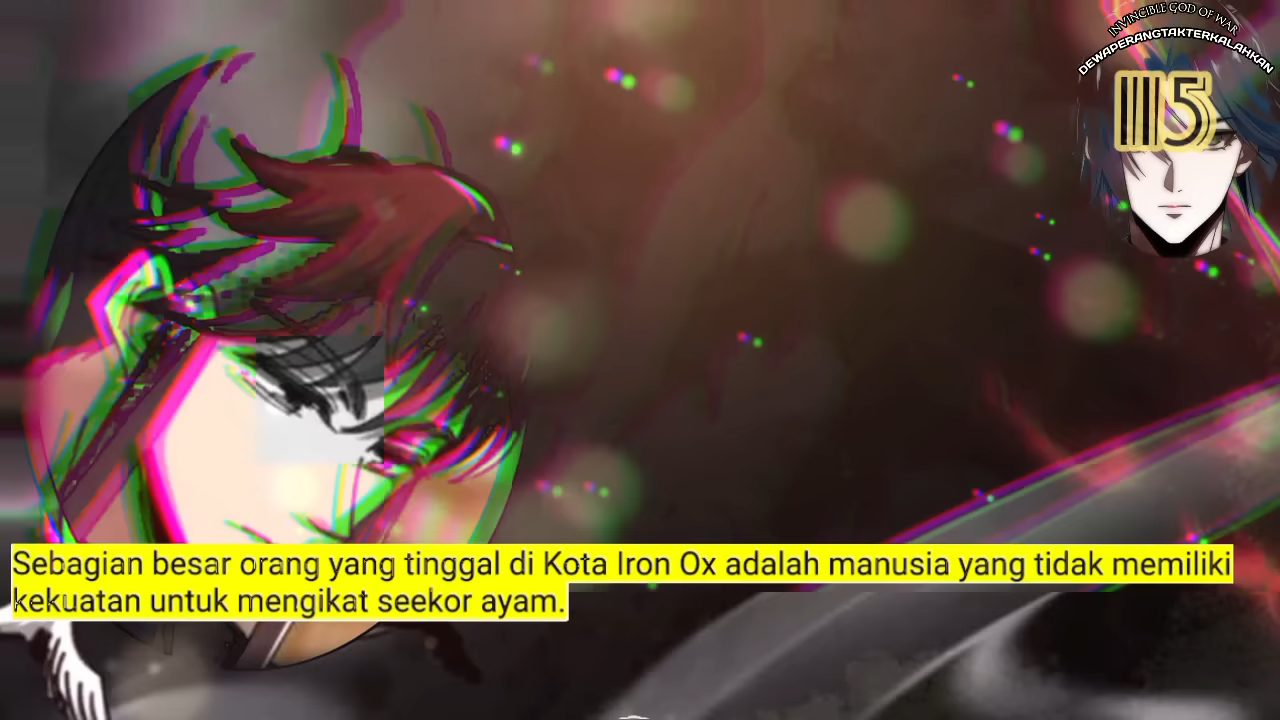 INVINCIBLE GOD OF WAR
DEWAPERANGTAKTERKALAHKAN
115
Sebagian besar orang yang tinggal di Kota Iron Ox adalah manusia yang tidak memiliki
kekuatan untuk mengikat seekor ayam.